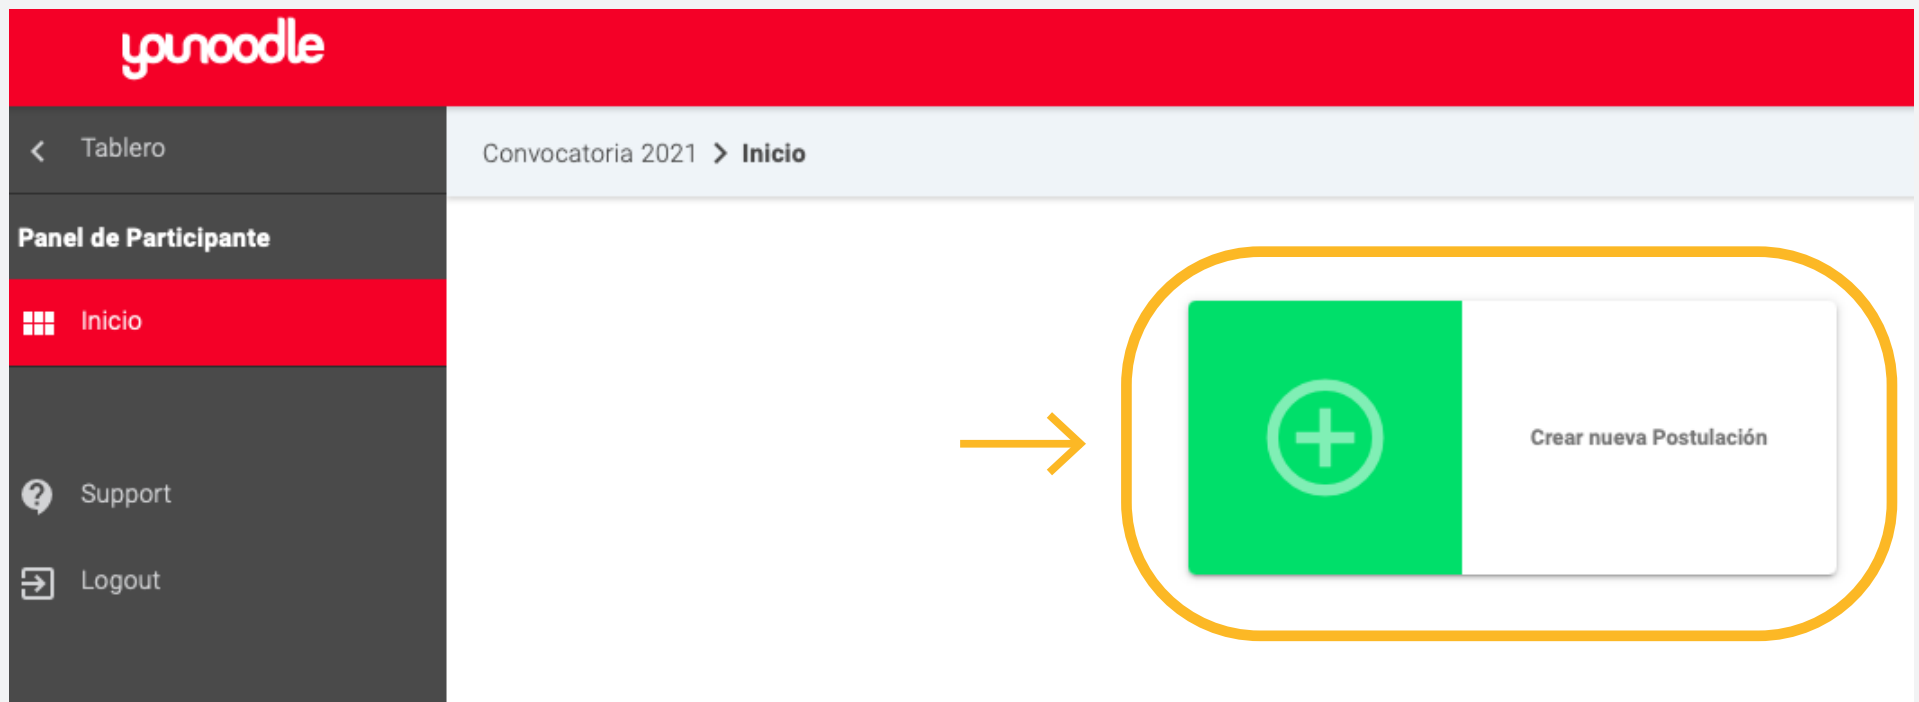 younoodle
Tablero
Convocatoria 2021 > Inicio
Panel de Participante
Inicio
Crear nueva Postulación
Support
Logout